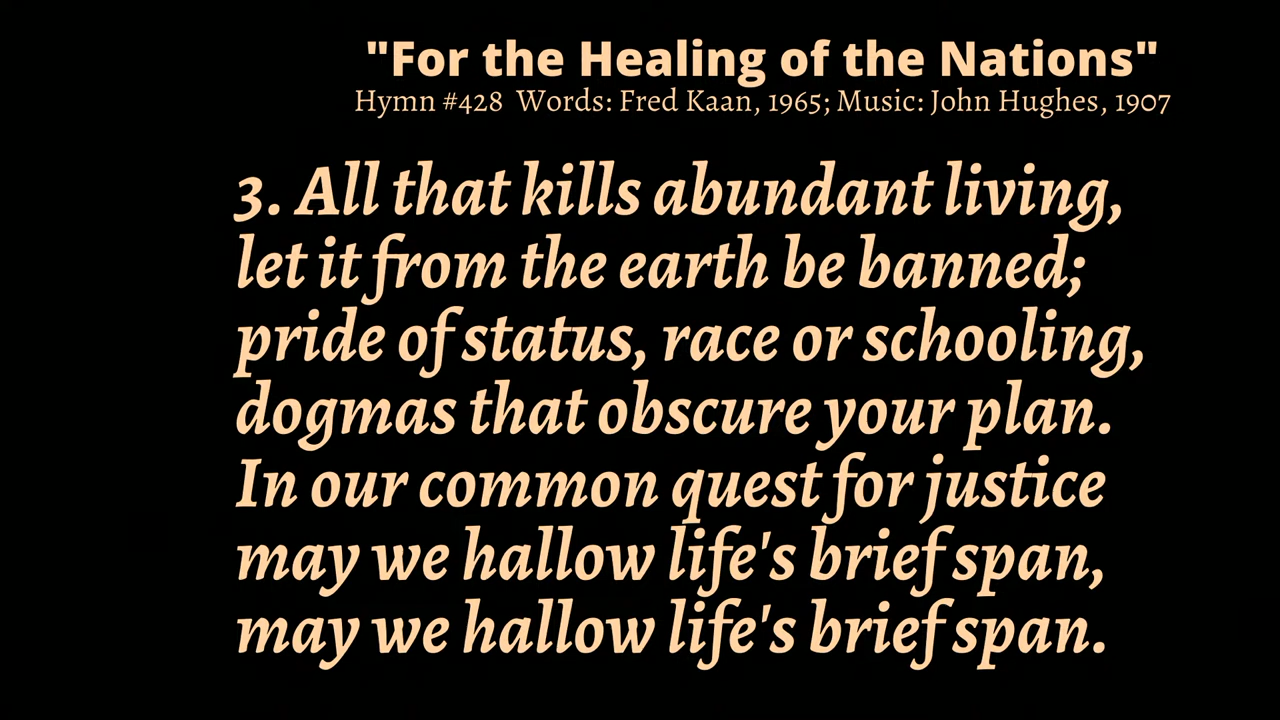 "For the Healing of the Nations"
Hymn #428 Words: Fred Kaan, 1965; Music: John Hughes, 1907
3. All that kills abundant living,
let it from the earth be banned;
pride of status, race or schooling,
dogmas that obscure your plan.
In our common quest for justice
may we hallow life's brief span,
may we hallow life's brief span.